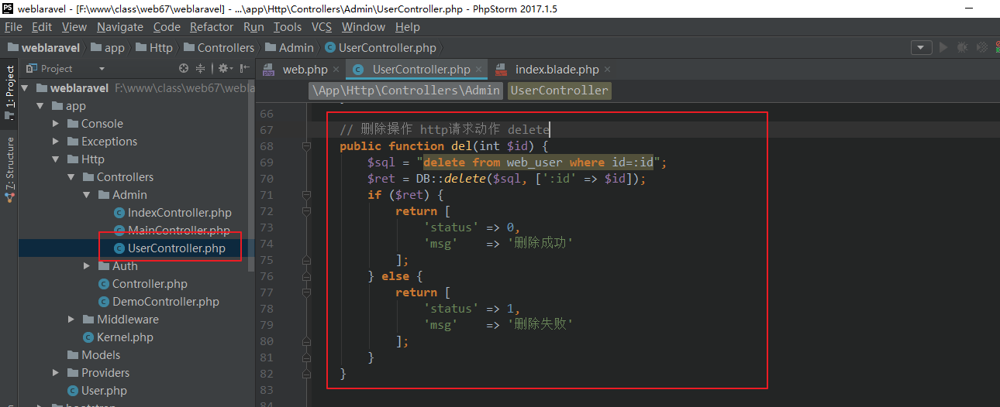 weblaravel - [F:\www\class\web67\weblaravel] - ...\app\Http\Controllers\Admin\UserController.php - PhpStorm 2017.1.5
File Edit View Navigate Code Refactor Run Tools VCS Window Help
weblaravel app Http Controllers Admin UserController.php
Project web.php UserController.php index.blade.php
1: Project
7: Structure
weblaravel F:\www\class\web67\webla
app
Console
Exceptions
Http
Controllers
Admin
IndexController.php
MainController.php
UserController.php
Auth
Controller.php
DemoController.php
Middleware
Kernel.php
Models
Providers
User.php
bootstrap
\App\Http\Controllers\Admin UserController
66
67 // 删除操作 http请求动作 delete
68 public function del(int $id) {
69 $sql = "delete from web_user where id=:id";
70 $ret = DB::delete($sql, [':id' => $id]);
71 if ($ret) {
72 return [
73 'status' => 0,
74 'msg' => '删除成功'
75 ];
76 } else {
77 return [
78 'status' => 1,
79 'msg' => '删除失败'
80 ];
81 }
82 }
83
84